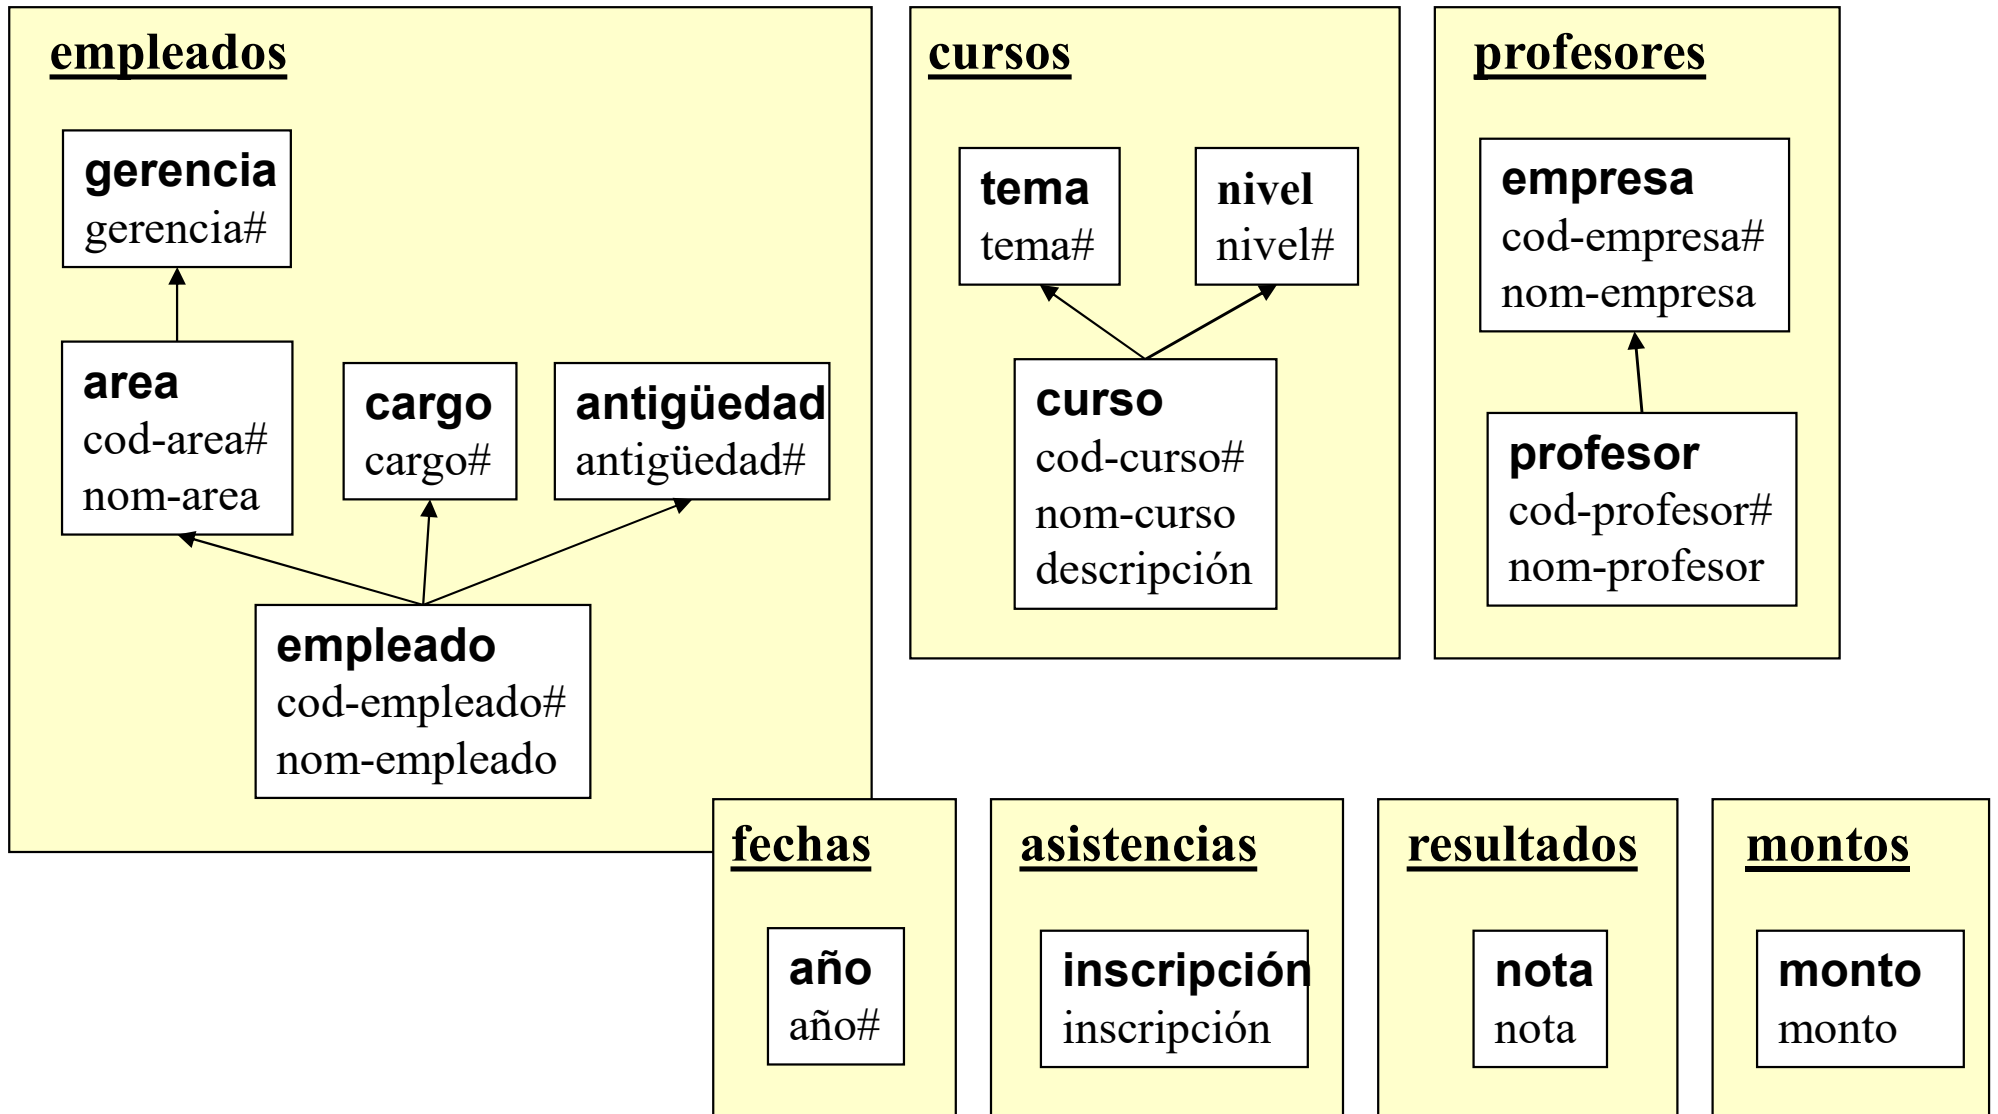 empleados
gerencia
gerencia#
area
cod-area#
nom-area
cargo
cargo#
antigüedad
antigüedad#
empleado
cod-empleado#
nom-empleado
cursos
tema
tema#
nivel
nivel#
curso
cod-curso#
nom-curso
descripción
profesores
empresa
cod-empresa#
nom-empresa
profesor
cod-profesor#
nom-profesor
fechas
año
año#
asistencias
inscripción
inscripción
resultados
nota
nota
montos
monto
monto